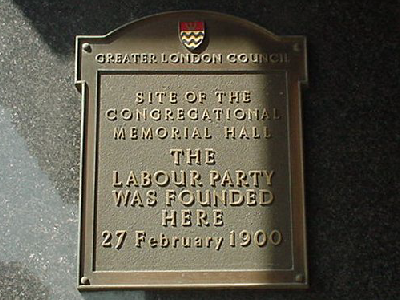 GREATER LONDON COUNCIL
SITE OF THE
CONGREGATIONAL
MEMORIAL HALL
THE
LABOUR PARTY
WAS FOUNDED
HERE
27 February 1900